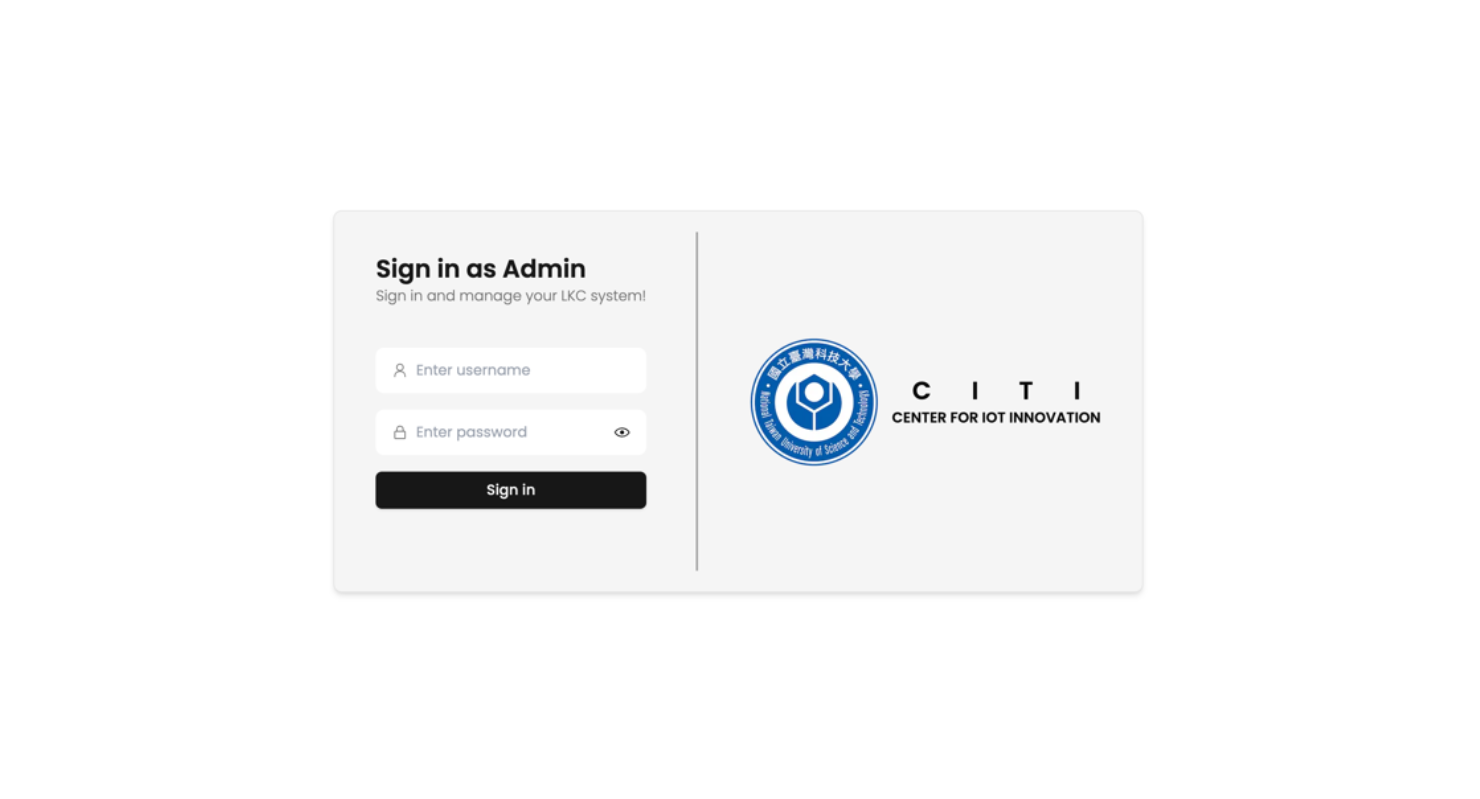 Sign in as Admin
Sign in and manage your LKC system!
Enter username
Enter password
Sign in
國立臺灣科技大學
National Taiwan University of Science and Technology
C I T I
CENTER FOR IOT INNOVATION